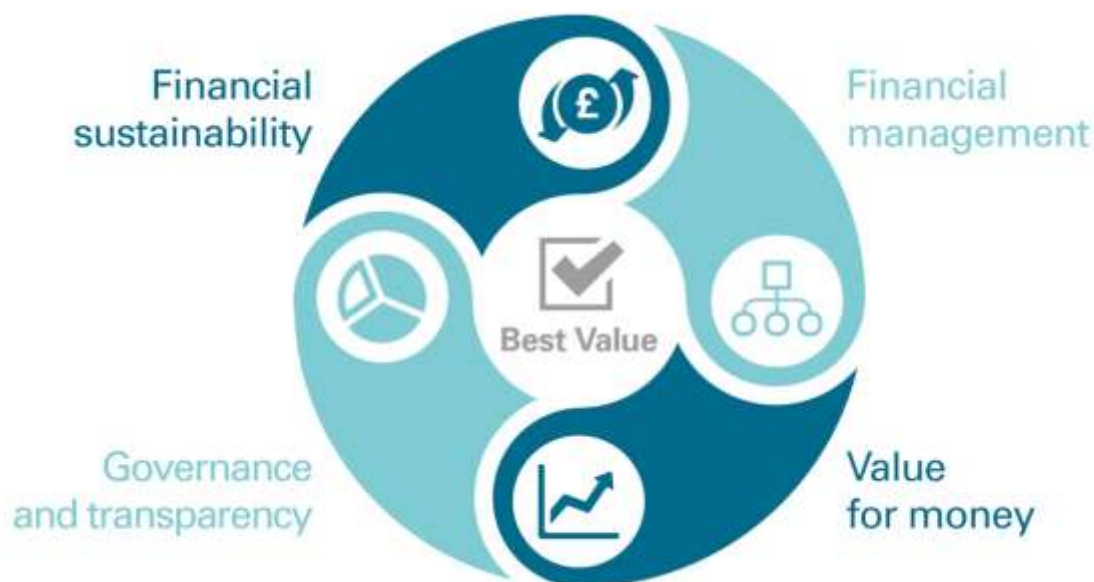 Financial
sustainability
Financial
management
£
Best Value
Governance
and transparency
Value
for money